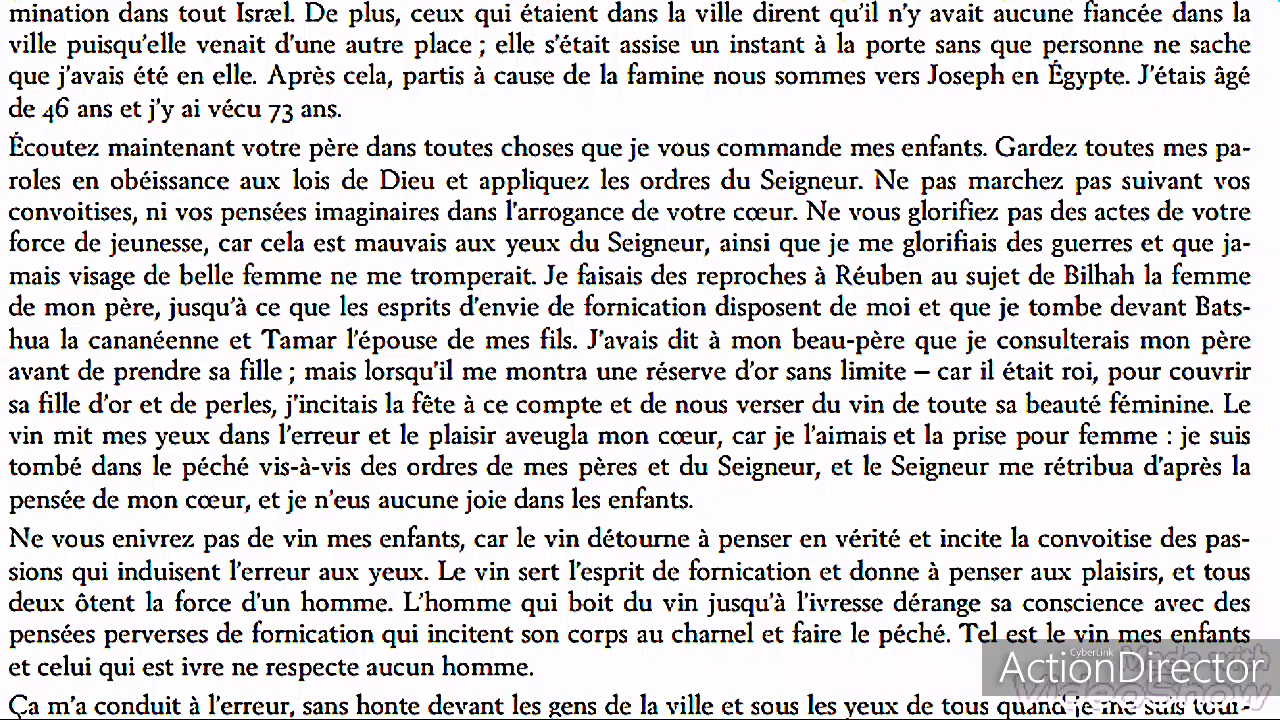 mination dans tout Isræl. De plus, ceux qui étaient dans la ville dirent qu'il n'y avait aucune fiancée dans la
ville puisqu'elle venait d'une autre place ; elle s'était assise un instant à la porte sans que personne ne sache
que j'avais été en elle. Après cela, partis à cause de la famine nous sommes vers Joseph en Égypte. J'étais âgé
de 46 ans et j'y ai vécu 73 ans.
Écoutez maintenant votre père dans toutes choses que je vous commande mes enfants. Gardez toutes mes pa-
roles en obéissance aux lois de Dieu et appliquez les ordres du Seigneur. Ne pas marchez pas suivant vos
convoitises, ni vos pensées imaginaires dans l'arrogance de votre cœur. Ne vous glorifiez pas des actes de votre
force de jeunesse, car cela est mauvais aux yeux du Seigneur, ainsi que je me glorifiais des guerres et que ja-
mais visage de belle femme ne me tromperait. Je faisais des reproches à Réuben au sujet de Bilhah la femme
de mon père, jusqu'à ce que les esprits d'envie de fornication disposent de moi et que je tombe devant Bats-
hua la cananéenne et Tamar l'épouse de mes fils. J'avais dit à mon beau-père que je consulterais mon père
avant de prendre sa fille ; mais lorsqu'il me montra une réserve d'or sans limite – car il était roi, pour couvrir
sa fille d'or et de perles, j'incitais la fête à ce compte et de nous verser du vin de toute sa beauté féminine. Le
vin mit mes yeux dans l'erreur et le plaisir aveugla mon cœur, car je l'aimais et la prise pour femme : je suis
tombé dans le péché vis-à-vis des ordres de mes pères et du Seigneur, et le Seigneur me rétribua d'après la
pensée de mon cœur, et je n'eus aucune joie dans les enfants.
Ne vous enivrez pas de vin mes enfants, car le vin détourne à penser en vérité et incite la convoitise des pas-
sions qui induisent l'erreur aux yeux. Le vin sert l'esprit de fornication et donne à penser aux plaisirs, et tous
deux ôtent la force d'un homme. L'homme qui boit du vin jusqu'à l'ivresse dérange sa conscience avec des
pensées perverses de fornication qui incitent son corps au charnel et faire le péché. Tel est le vin mes enfants
et celui qui est ivre ne respecte aucun homme.
CyberLink
ActionDirector
Made with
VideoShow
Ça m'a conduit à l'erreur, sans honte devant les gens de la ville et sous les yeux de tous quand je me suis tour-